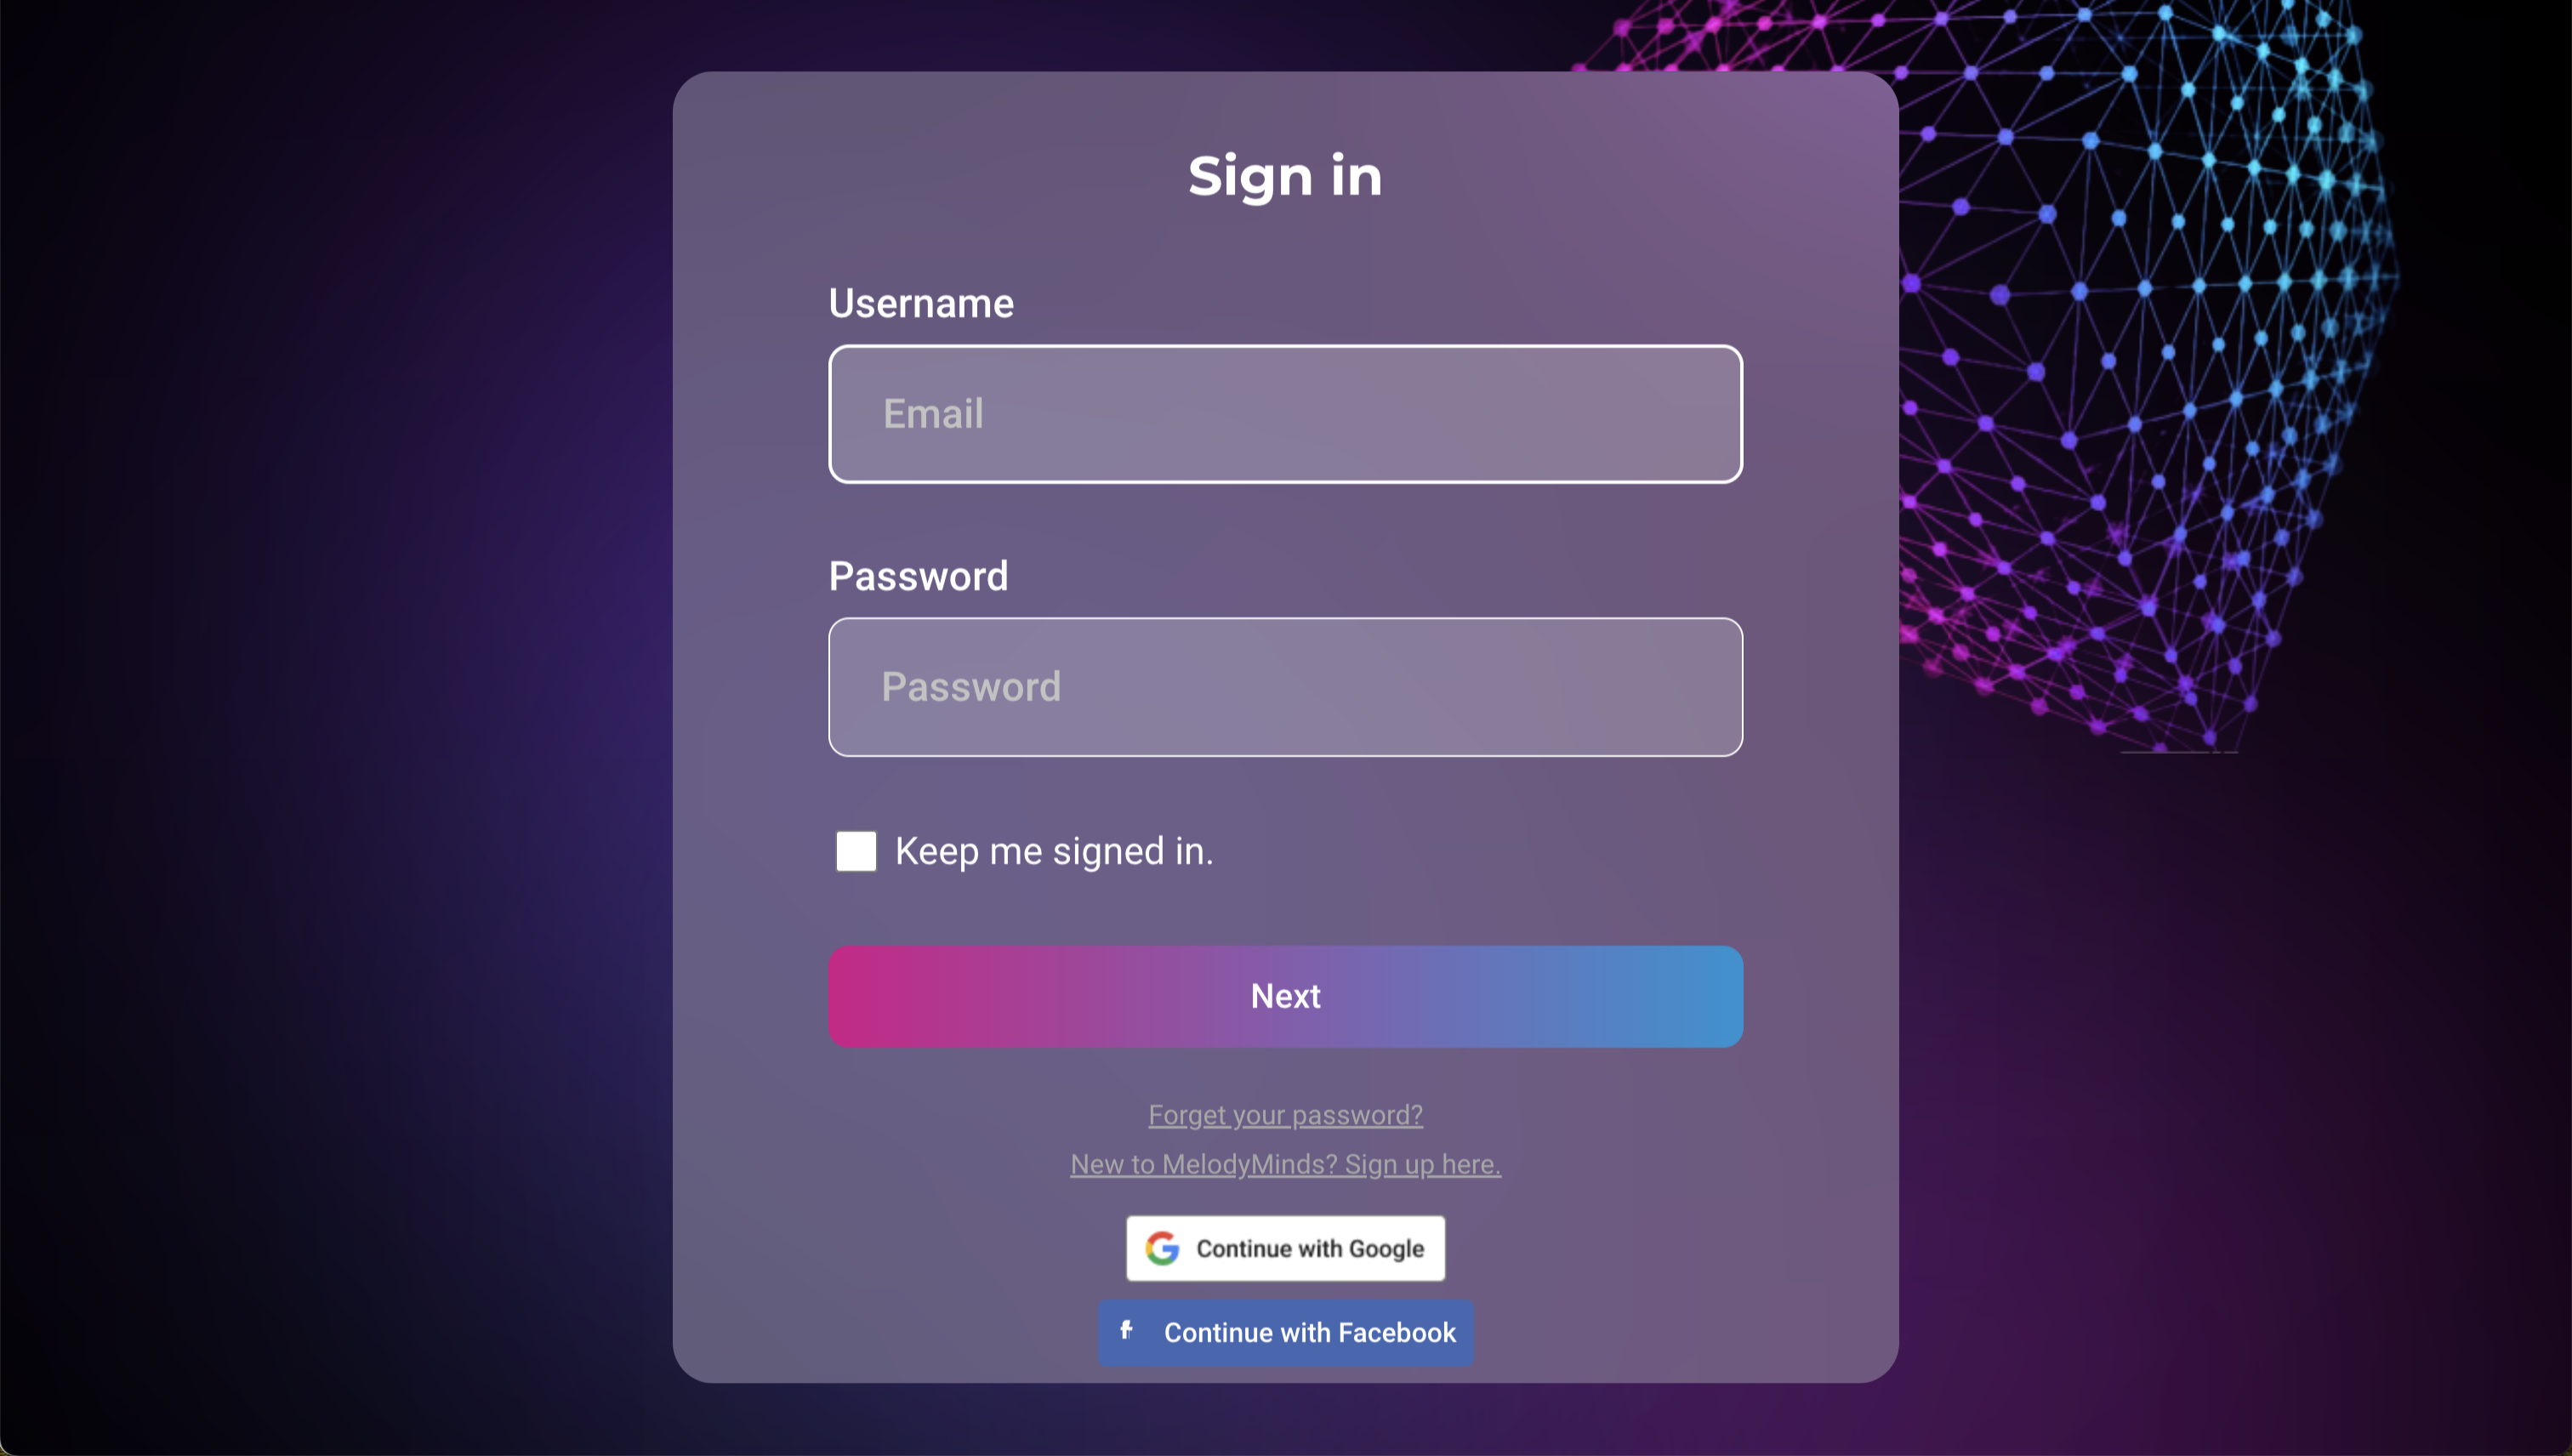 Sign in
Username
Email
Password
Password
Keep me signed in.
Next
Forget your password?
New to MelodyMinds? Sign up here.
Continue with Google
Continue with Facebook